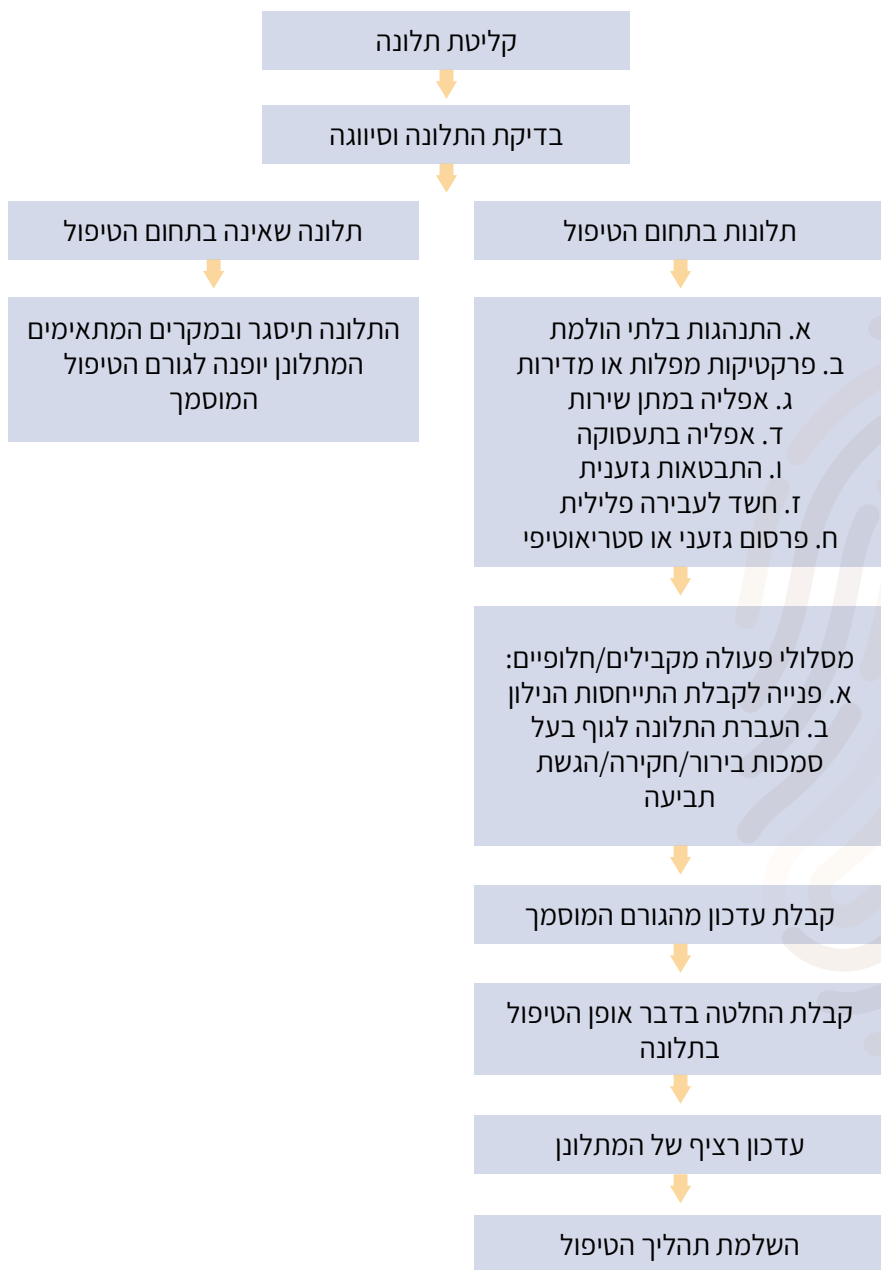 קליטת תלונה
בדיקת התלונה וסיווגה
תלונות בתחום הטיפול
תלונה שאינה בתחום הטיפול
א. התנהגות בלתי הולמת
ב. פרקטיקות מפלות או מדירות
ג. אפליה במתן שירות
ד. אפליה בתעסוקה
ו. התבטאות גזענית
ז. חשד לעבירה פלילית
ח. פרסום גזעני או סטריאוטיפי
התלונה תיסגר ובמקרים המתאימים
המתלונן יופנה לגורם הטיפול
המוסמך
מסלולי פעולה מקבילים/חלופיים:
א. פנייה לקבלת התייחסות הנילון
ב. העברת התלונה לגוף בעל
סמכות בירור/חקירה/הגשת
תביעה
קבלת עדכון מהגורם המוסמך
קבלת החלטה בדבר אופן הטיפול
בתלונה
עדכון רציף של המתלונן
השלמת תהליך הטיפול